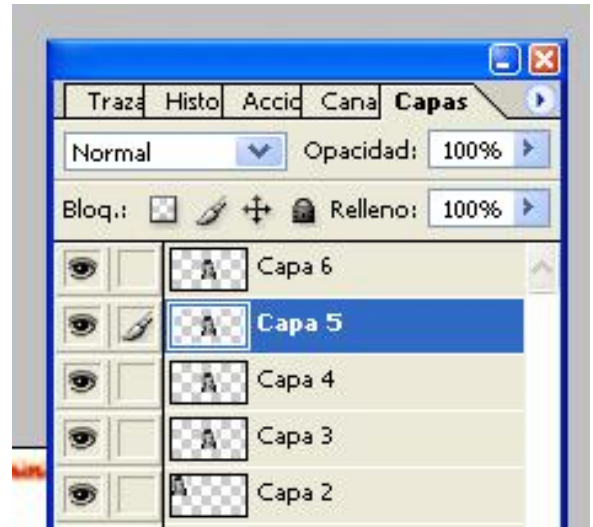 Traza Histo Accid Cana Capas
Normal Opacidad: 100%
Bloq.: Relleno: 100%
Capa 6
Capa 5
Capa 4
Capa 3
Capa 2